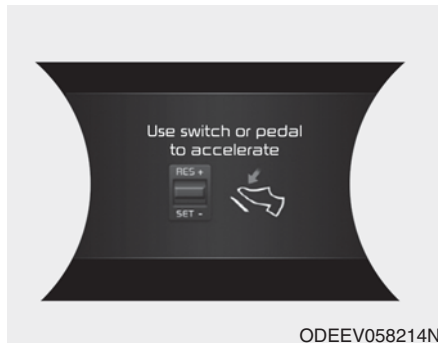 Use switch or pedal
to accelerate
RES +
SET -
ODEEV058214N